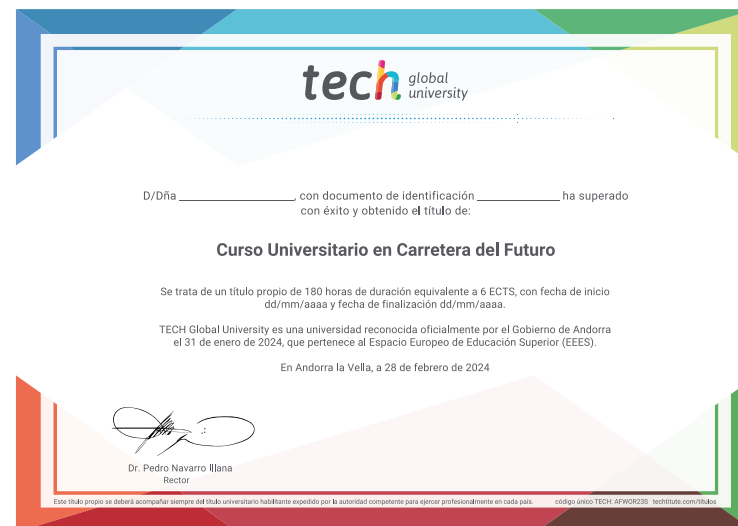 tech global university
D/Dña ____________, con documento de identificación ____________ ha superado
con éxito y obtenido el título de:
Curso Universitario en Carretera del Futuro
Se trata de un título propio de 180 horas de duración equivalente a 6 ECTS, con fecha de inicio
dd/mm/aaaa y fecha de finalización dd/mm/aaaa.
TECH Global University es una universidad reconocida oficialmente por el Gobierno de Andorra
el 31 de enero de 2024, que pertenece al Espacio Europeo de Educación Superior (EEES).
En Andorra la Vella, a 28 de febrero de 2024
Dr. Pedro Navarro Illana
Rector
Este título propio se deberá acompañar siempre del título universitario habilitante expedido por la autoridad competente para ejercer profesionalmente en cada país. código único TECH: AFWOR23S techtitute.com/titulos